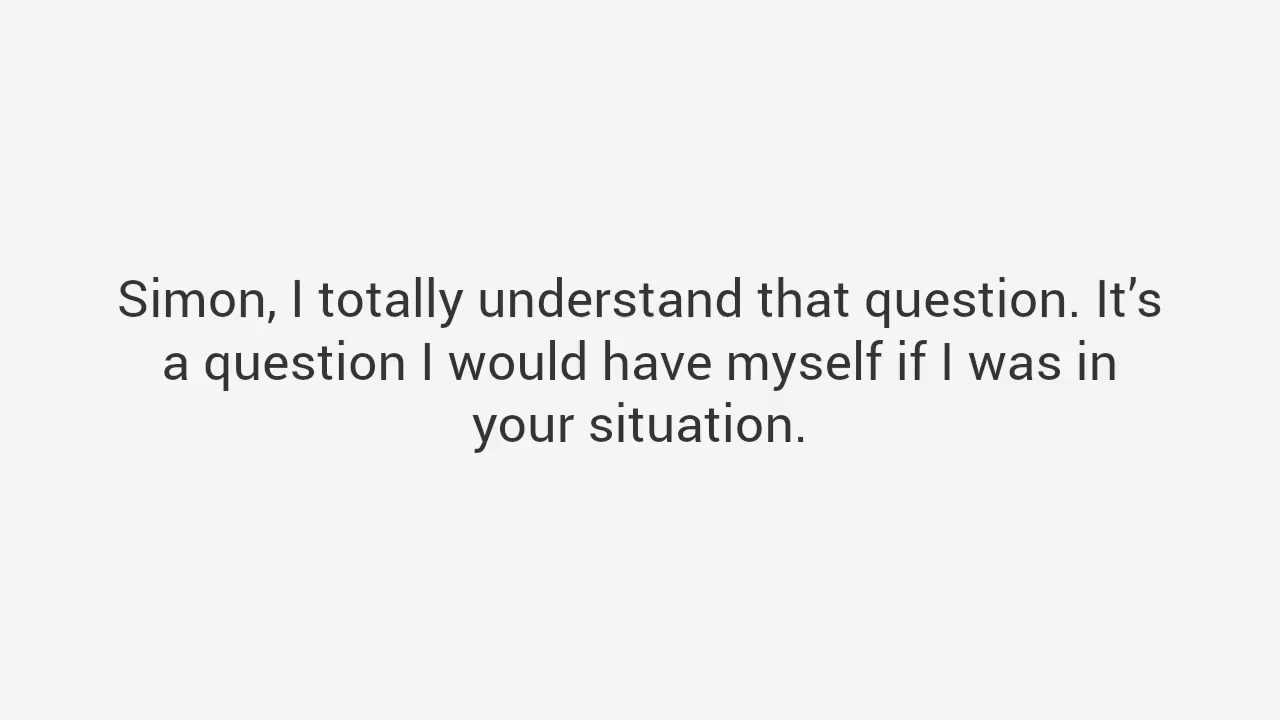 Simon, I totally understand that question. It’s
a question I would have myself if I was in
your situation.